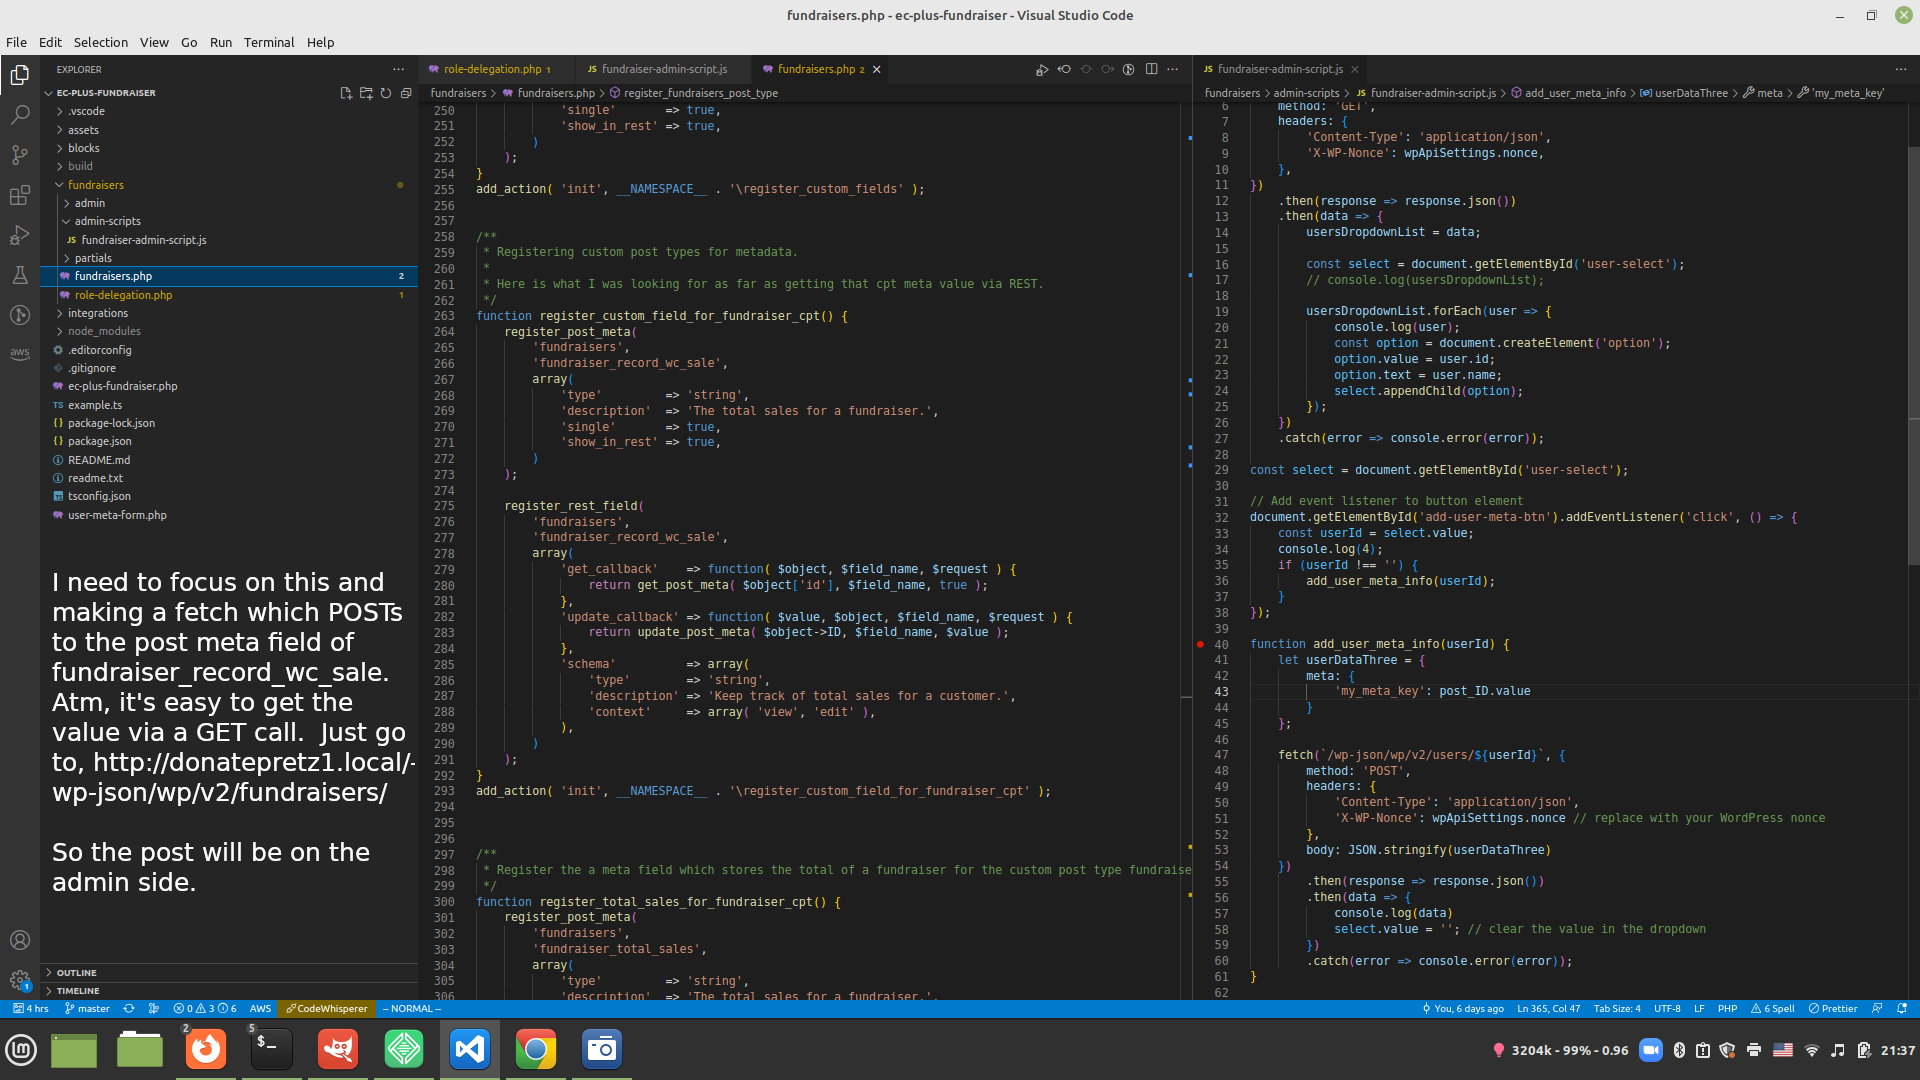 fundraisers.php - ec-plus-fundraiser - Visual Studio Code
File Edit Selection View Go Run Terminal Help
EXPLORER
EC-PLUS-FUNDRAISER
.vscode
assets
blocks
build
fundraisers
admin
admin-scripts
JS fundraiser-admin-script.js
partials
fundraisers.php 2
role-delegation.php 1
integrations
node_modules
.editorconfig
.gitignore
ec-plus-fundraiser.php
TS example.ts
package-lock.json
package.json
README.md
readme.txt
tsconfig.json
user-meta-form.php
I need to focus on this and
making a fetch which POSTs
to the post meta field of
fundraiser_record_wc_sale.
Atm, it's easy to get the
value via a GET call.  Just go
to, http://donatepretz1.local/-
wp-json/wp/v2/fundraisers/
So the post will be on the
admin side.
OUTLINE
TIMELINE
role-delegation.php 1 JS fundraiser-admin-script.js fundraisers.php 2
fundraisers > fundraisers.php > register_fundraisers_post_type
250 'single' => true,
251 'show_in_rest' => true,
252 )
253 );
254 }
255 add_action( 'init', __NAMESPACE__ . '\register_custom_fields' );
256
257
258 /**
259 * Registering custom post types for metadata.
260 *
261 * Here is what I was looking for as far as getting that cpt meta value via REST.
262 */
263 function register_custom_field_for_fundraiser_cpt() {
264 register_post_meta(
265 'fundraisers',
266 'fundraiser_record_wc_sale',
267 array(
268 'type' => 'string',
269 'description' => 'The total sales for a fundraiser.',
270 'single' => true,
271 'show_in_rest' => true,
272 )
273 );
274
275 register_rest_field(
276 'fundraisers',
277 'fundraiser_record_wc_sale',
278 array(
279 'get_callback' => function( $object, $field_name, $request ) {
280 return get_post_meta( $object['id'], $field_name, true );
281 },
282 'update_callback' => function( $value, $object, $field_name, $request ) {
283 return update_post_meta( $object->ID, $field_name, $value );
284 },
285 'schema' => array(
286 'type' => 'string',
287 'description' => 'Keep track of total sales for a customer.',
288 'context' => array( 'view', 'edit' ),
289 ),
290 )
291 );
292 }
293 add_action( 'init', __NAMESPACE__ . '\register_custom_field_for_fundraiser_cpt' );
294
295
296
297 /**
298 * Register the a meta field which stores the total of a fundraiser for the custom post type fundraise
299 */
300 function register_total_sales_for_fundraiser_cpt() {
301 register_post_meta(
302 'fundraisers',
303 'fundraiser_total_sales',
304 array(
305 'type' => 'string',
306 'description' => 'The total sales for a fundraiser.',
JS fundraiser-admin-script.js
fundraisers > admin-scripts > JS fundraiser-admin-script.js > add_user_meta_info > userDataThree > meta > 'my_meta_key'
6 method: 'GET',
7 headers: {
8 'Content-Type': 'application/json',
9 'X-WP-Nonce': wpApiSettings.nonce,
10 },
11 })
12 .then(response => response.json())
13 .then(data => {
14 usersDropdownList = data;
15
16 const select = document.getElementById('user-select');
17 // console.log(usersDropdownList);
18
19 usersDropdownList.forEach(user => {
20 console.log(user);
21 const option = document.createElement('option');
22 option.value = user.id;
23 option.text = user.name;
24 select.appendChild(option);
25 });
26 })
27 .catch(error => console.error(error));
28
29 const select = document.getElementById('user-select');
30
31 // Add event listener to button element
32 document.getElementById('add-user-meta-btn').addEventListener('click', () => {
33 const userId = select.value;
34 console.log(4);
35 if (userId !== '') {
36 add_user_meta_info(userId);
37 }
38 });
39
40 function add_user_meta_info(userId) {
41 let userDataThree = {
42 meta: {
43 'my_meta_key': post_ID.value
44 }
45 };
46
47 fetch(`/wp-json/wp/v2/users/${userId}`, {
48 method: 'POST',
49 headers: {
50 'Content-Type': 'application/json',
51 'X-WP-Nonce': wpApiSettings.nonce // replace with your WordPress nonce
52 },
53 body: JSON.stringify(userDataThree)
54 })
55 .then(response => response.json())
56 .then(data => {
57 console.log(data)
58 select.value = ''; // clear the value in the dropdown
59 })
60 .catch(error => console.error(error));
61 }
62
4 hrs master 0 3 6 AWS CodeWhisperer -- NORMAL -- You, 6 days ago Ln 365, Col 47 Tab Size: 4 UTF-8 LF PHP 6 Spell Prettier
2 5 3204k - 99% - 0.96 21:37